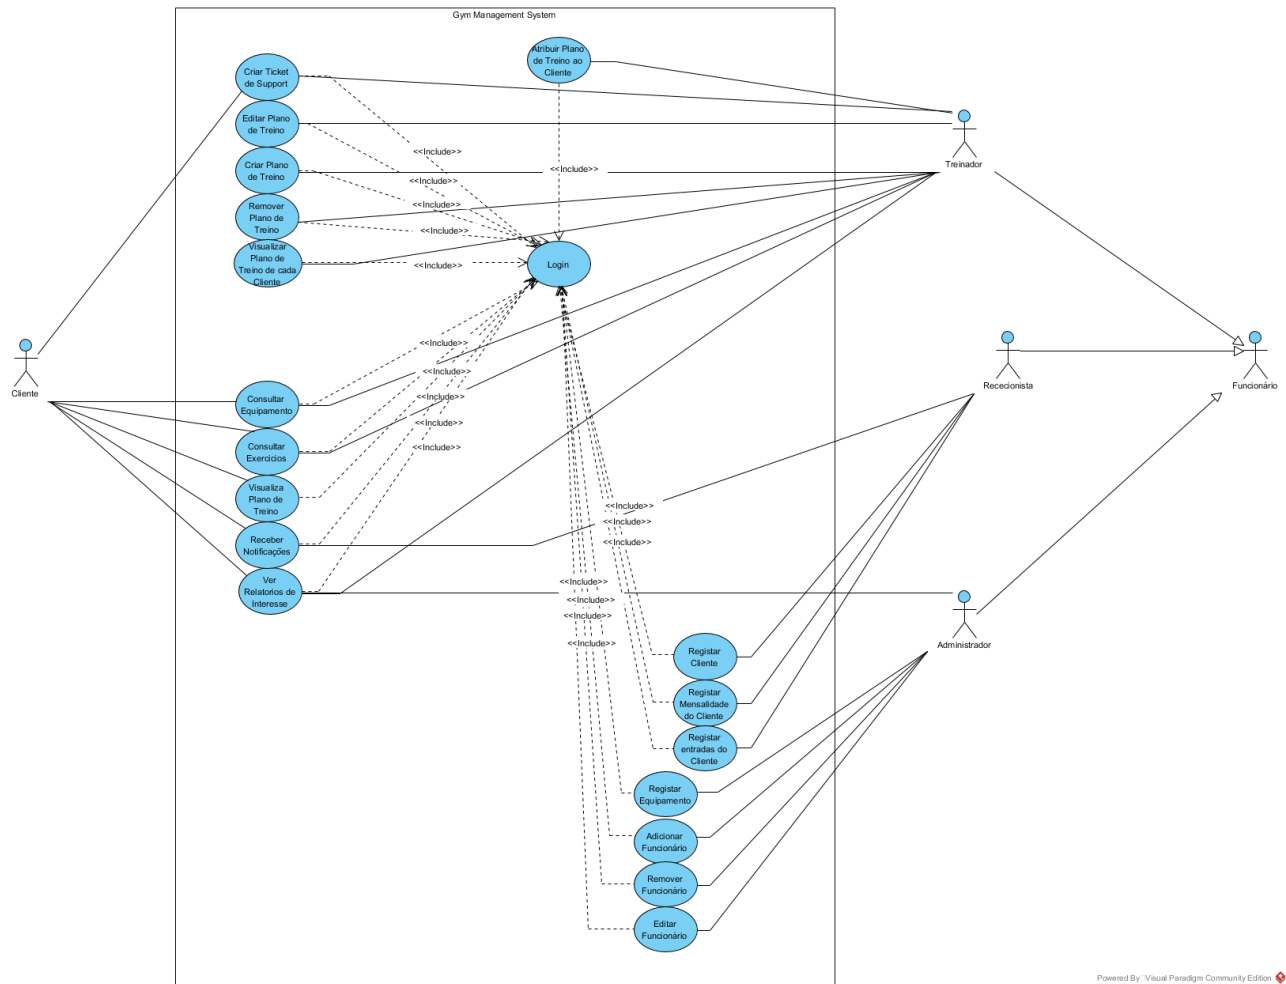 Gym Management System
Atribuir Plano
de Treino ao
Cliente
Criar Ticket
de Support
Editar Plano
de Treino
<<Include>>
Treinador
Criar Plano
de Treino
<<Include>>
<<Include>>
<<Include>>
Remover
Plano de
Treino
<<Include>>
Visualizar
Plano de
Treino de cada
Cliente
<<Include>>
Login
Cliente
<<Include>>
<<Include>>
Rececionista
Funcionário
Consultar
Equipamento
<<Include>>
<<Include>>
Consultar
Exercicios
<<Include>>
Visualiza
Plano de
Treino
<<Include>>
<<Include>>
<<Include>>
Receber
Notificações
Ver
Relatorios de
Interesse
<<Include>>
<<Include>>
<<Include>>
<<Include>>
Administrador
Registar
Cliente
Registar
Mensalidade
do Cliente
Registar
entradas do
Cliente
Registar
Equipamento
Adicionar
Funcionário
Remover
Funcionário
Editar
Funcionário
Powered By Visual Paradigm Community Edition